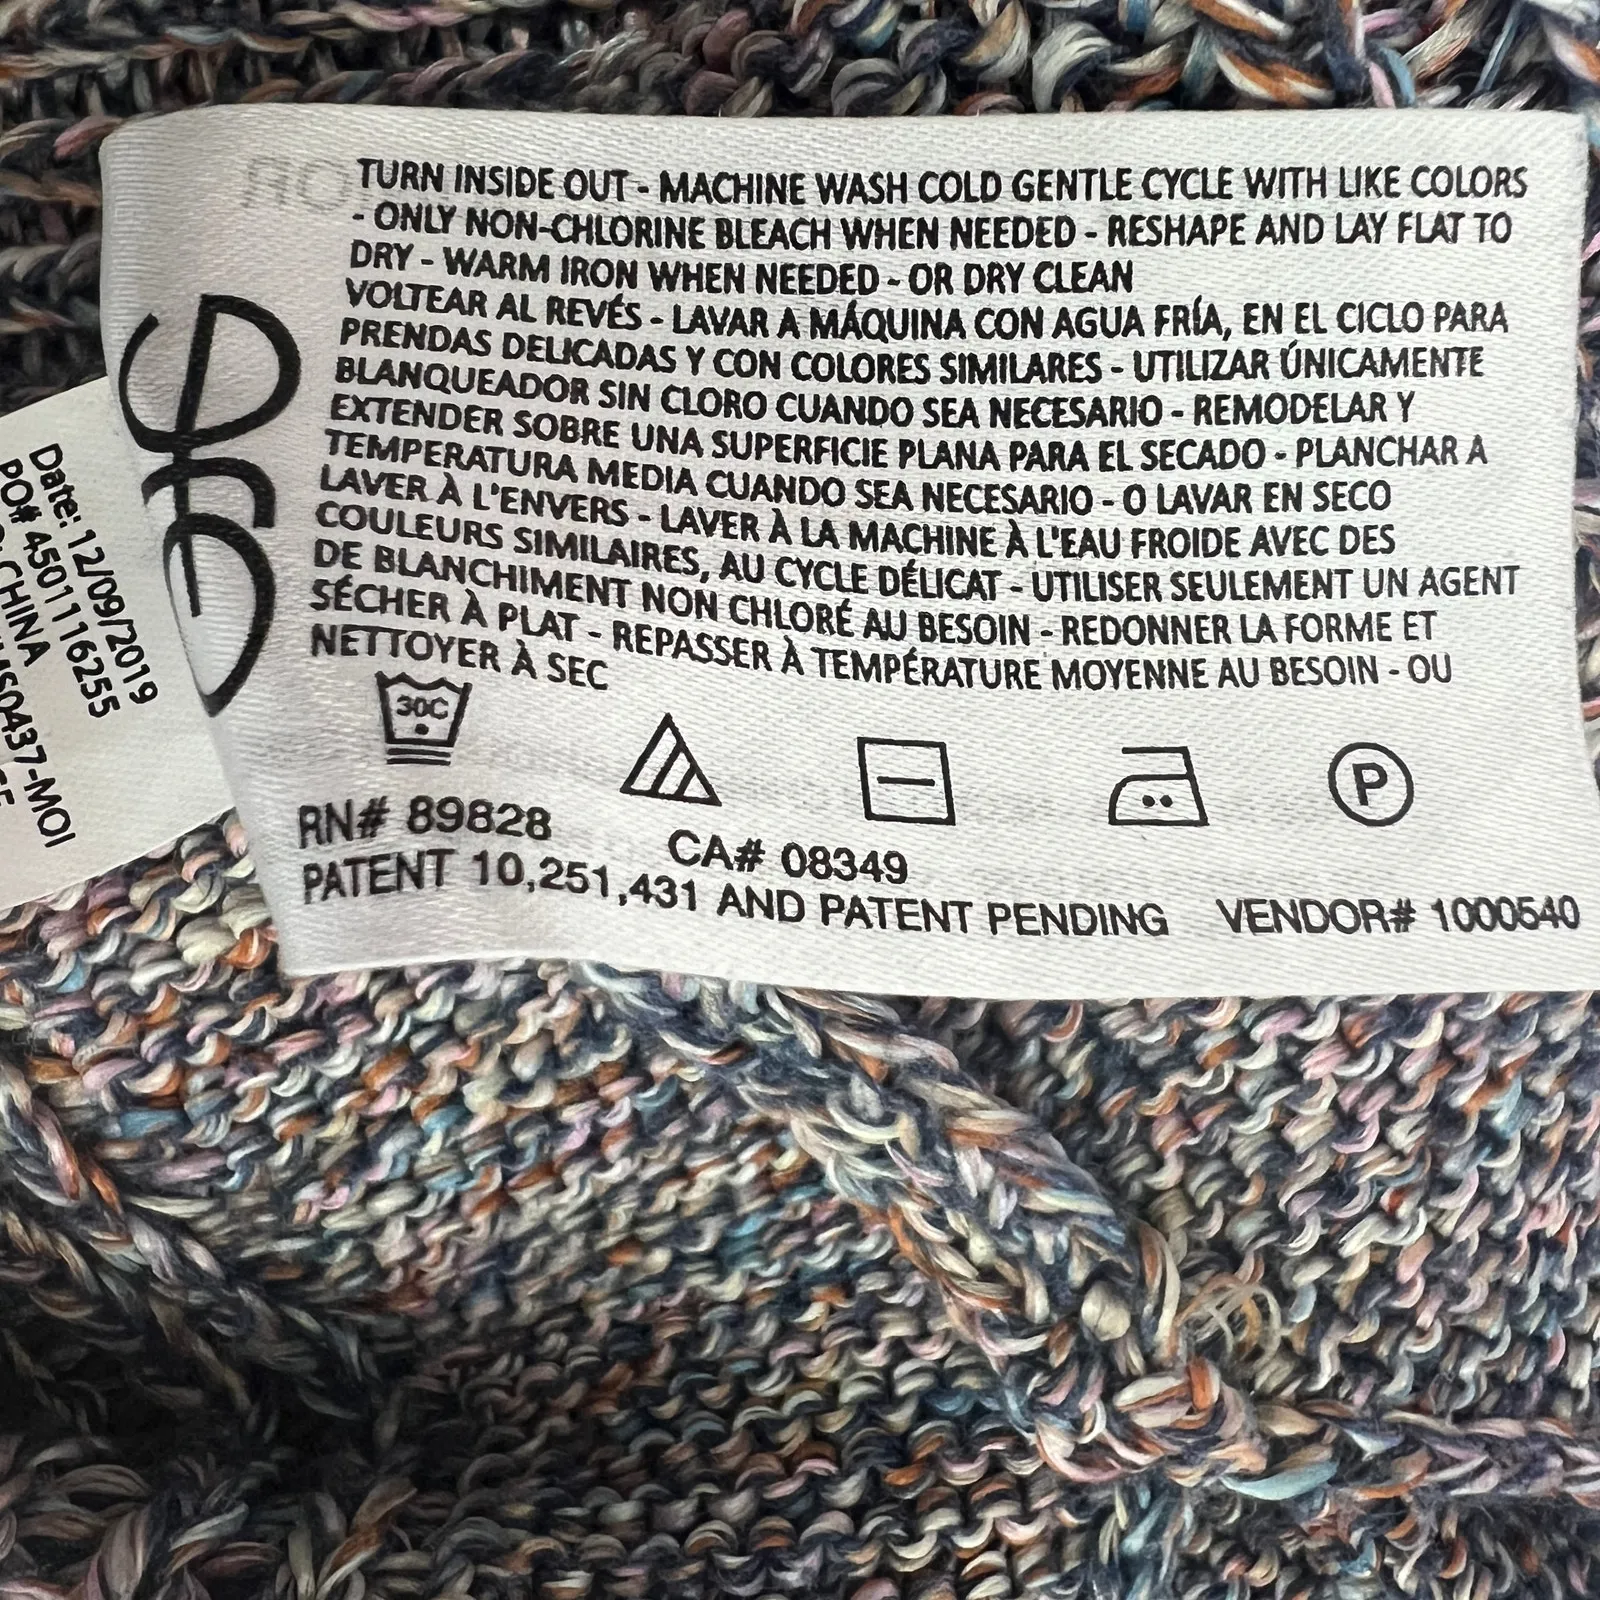 TURN INSIDE OUT - MACHINE WASH COLD GENTLE CYCLE WITH LIKE COLORS
- ONLY NON-CHLORINE BLEACH WHEN NEEDED - RESHAPE AND LAY FLAT TO
DRY - WARM IRON WHEN NEEDED - OR DRY CLEAN
VOLTEAR AL REVÉS - LAVAR A MÁQUINA CON AGUA FRÍA, EN EL CICLO PARA
PRENDAS DELICADAS Y CON COLORES SIMILARES - UTILIZAR ÚNICAMENTE
BLANQUEADOR SIN CLORO CUANDO SEA NECESARIO - REMODELAR Y
EXTENDER SOBRE UNA SUPERFICIE PLANA PARA EL SECADO - PLANCHAR A
TEMPERATURA MEDIA CUANDO SEA NECESARIO - O LAVAR EN SECO
LAVER À L'ENVERS - LAVER À LA MACHINE À L'EAU FROIDE AVEC DES
COULEURS SIMILAIRES, AU CYCLE DÉLICAT - UTILISER SEULEMENT UN AGENT
DE BLANCHIMENT NON CHLORÉ AU BESOIN - REDONNER LA FORME ET
SÉCHER À PLAT - REPASSER À TEMPÉRATURE MOYENNE AU BESOIN - OU
NETTOYER À SEC
30C
P
RN# 89828
CA# 08349
PATENT 10,251,431 AND PATENT PENDING VENDOR# 1000540
Date: 12/09/2019
PO# 4501116255
CHINA
MS0437-MOI